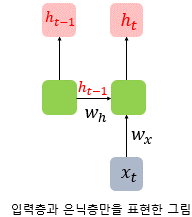 h_{t-1} h_t
h_{t-1}
w_h
w_x
x_t
입력층과 은닉층만을 표현한 그림